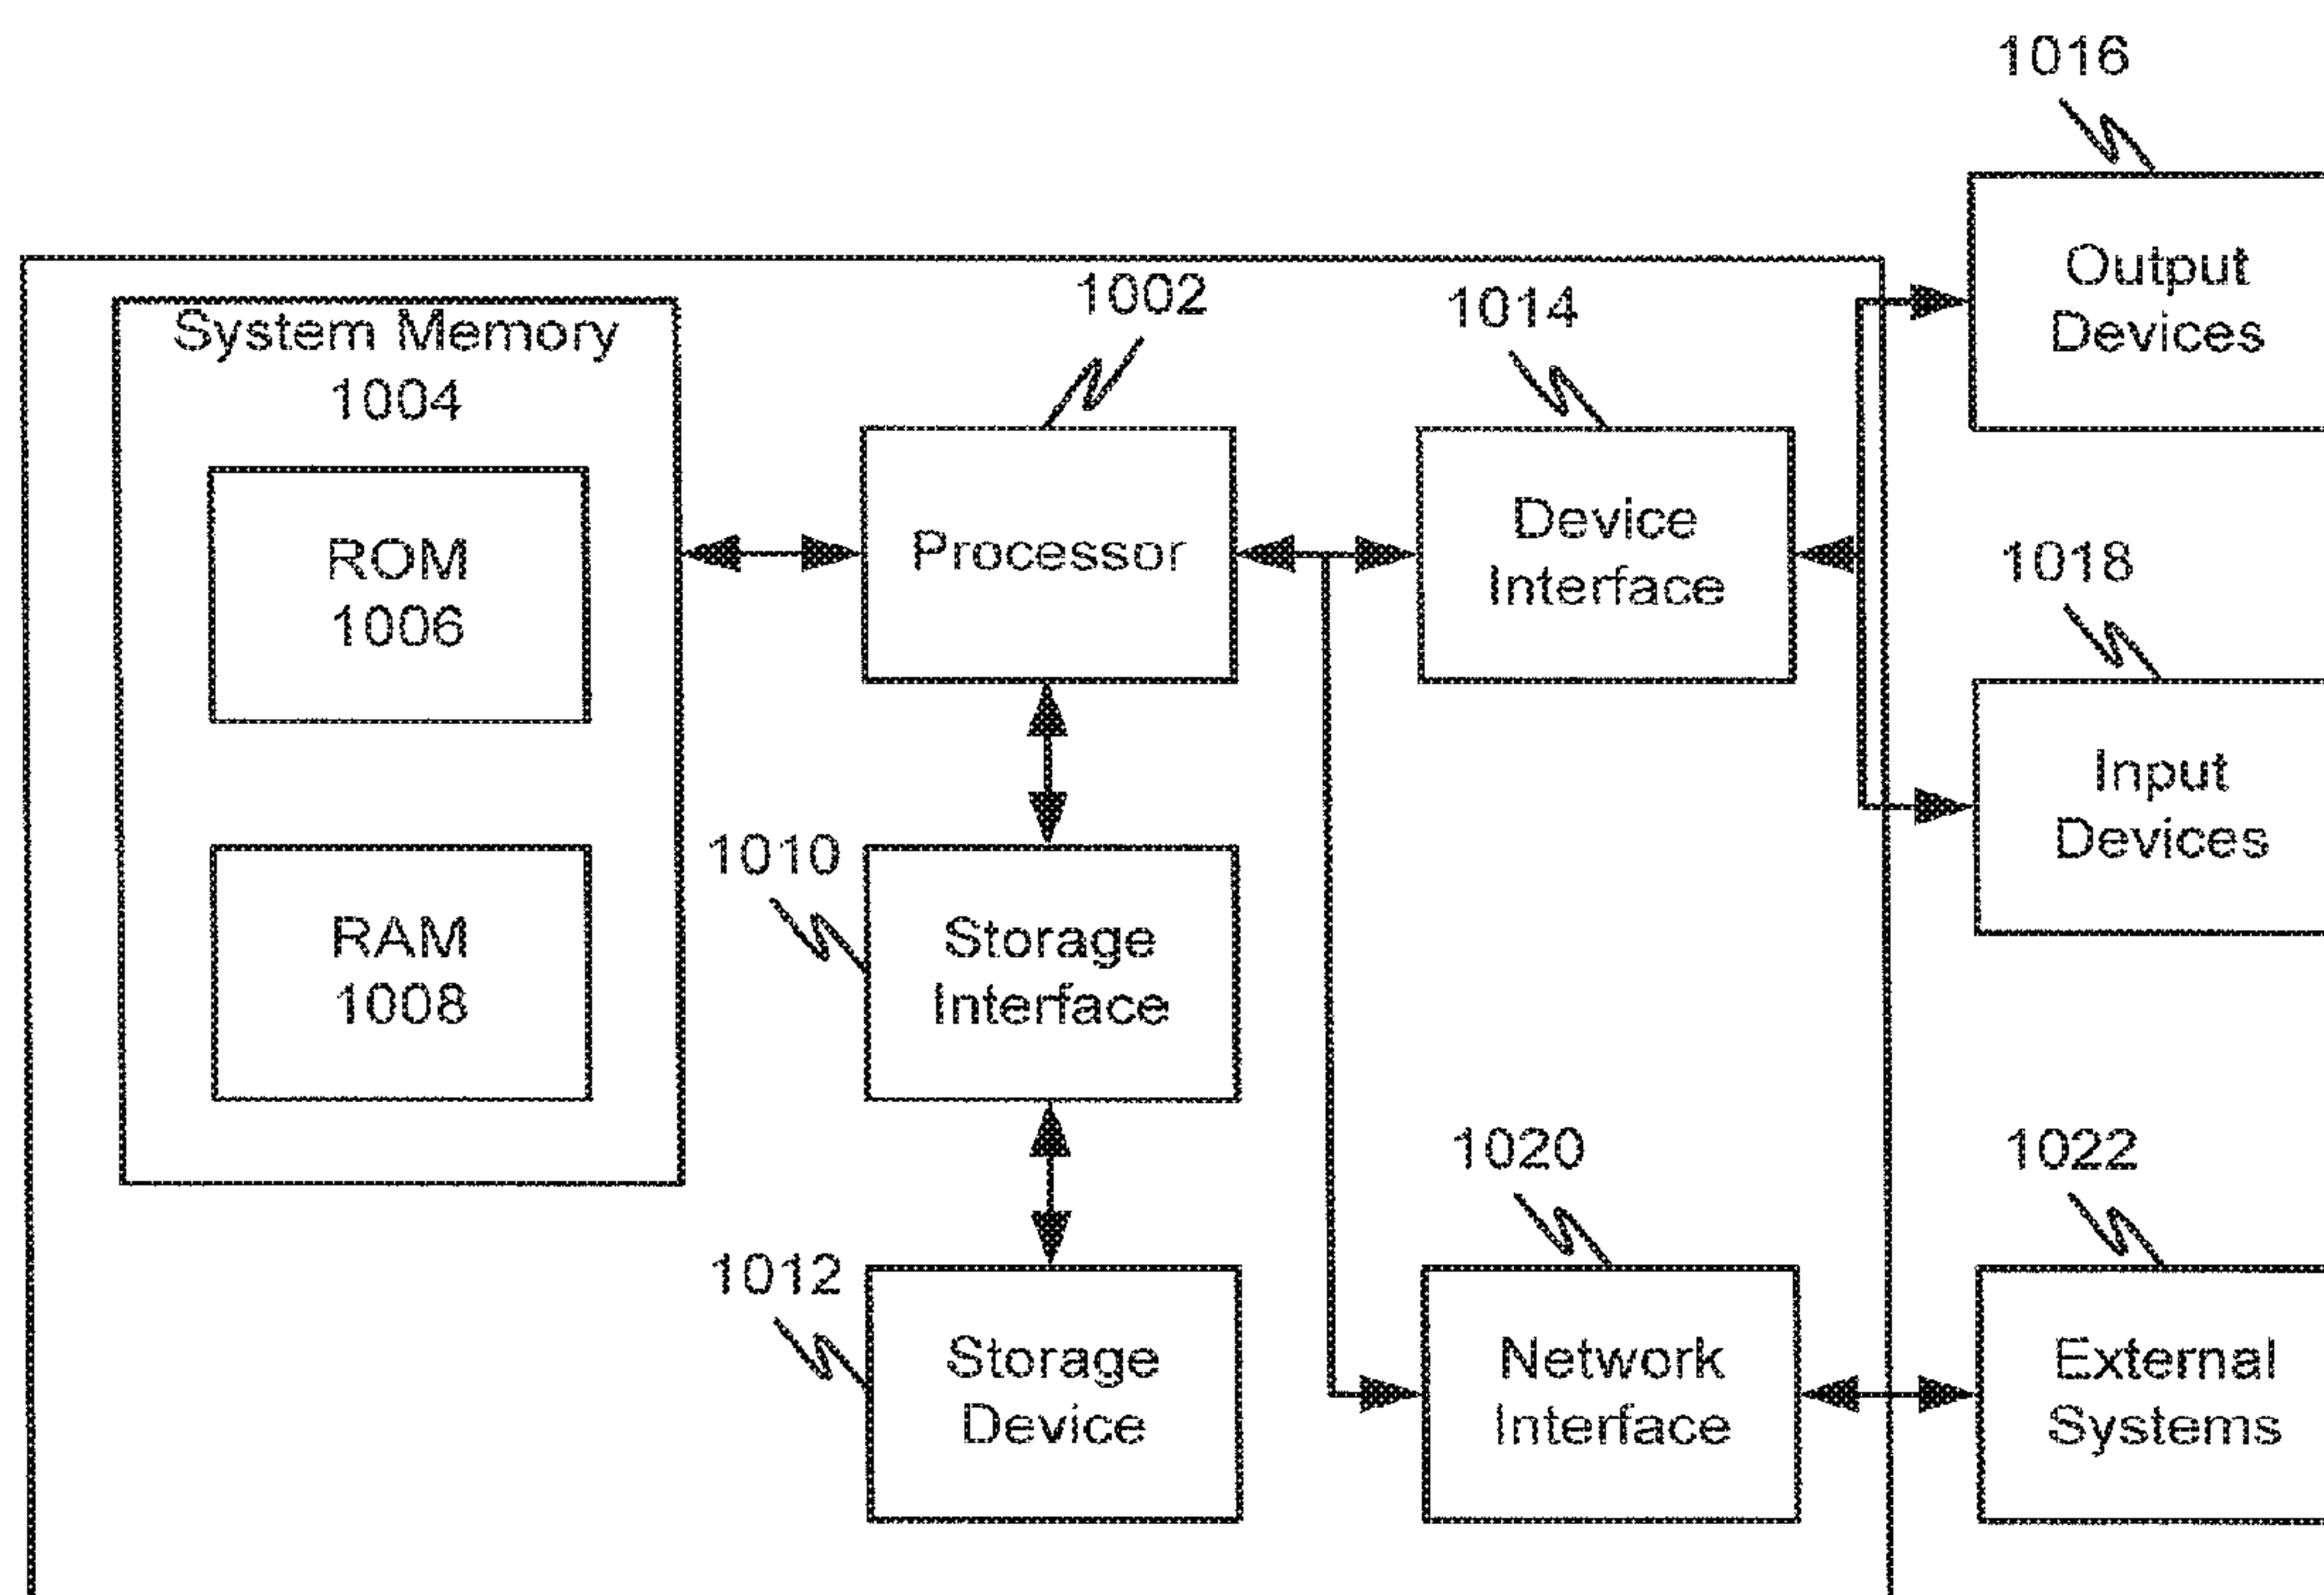 1016
Output
Devices
1002
1014
System Memory
1004
Processor
Device
Interface
ROM
1006
1018
Input
Devices
1010
Storage
Interface
RAM
1008
1020
1022
1012
Storage
Device
Network
Interface
External
Systems